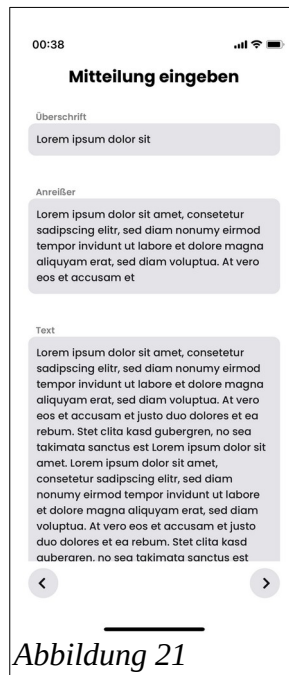 00:38
Mitteilung eingeben
Überschrift
Lorem ipsum dolor sit
Anreißer
Lorem ipsum dolor sit amet, consetetur
sadipscing elitr, sed diam nonumy eirmod
tempor invidunt ut labore et dolore magna
aliquyam erat, sed diam voluptua. At vero
eos et accusam et
Text
Lorem ipsum dolor sit amet, consetetur
sadipscing elitr, sed diam nonumy eirmod
tempor invidunt ut labore et dolore magna
aliquyam erat, sed diam voluptua. At vero
eos et accusam et justo duo dolores et ea
rebum. Stet clita kasd gubergren, no sea
takimata sanctus est Lorem ipsum dolor sit
amet. Lorem ipsum dolor sit amet,
consetetur sadipscing elitr, sed diam
nonumy eirmod tempor invidunt ut labore
et dolore magna aliquyam erat, sed diam
voluptua. At vero eos et accusam et justo
duo dolores et ea rebum. Stet clita kasd
gubergren, no sea takimata sanctus est
Abbildung 21